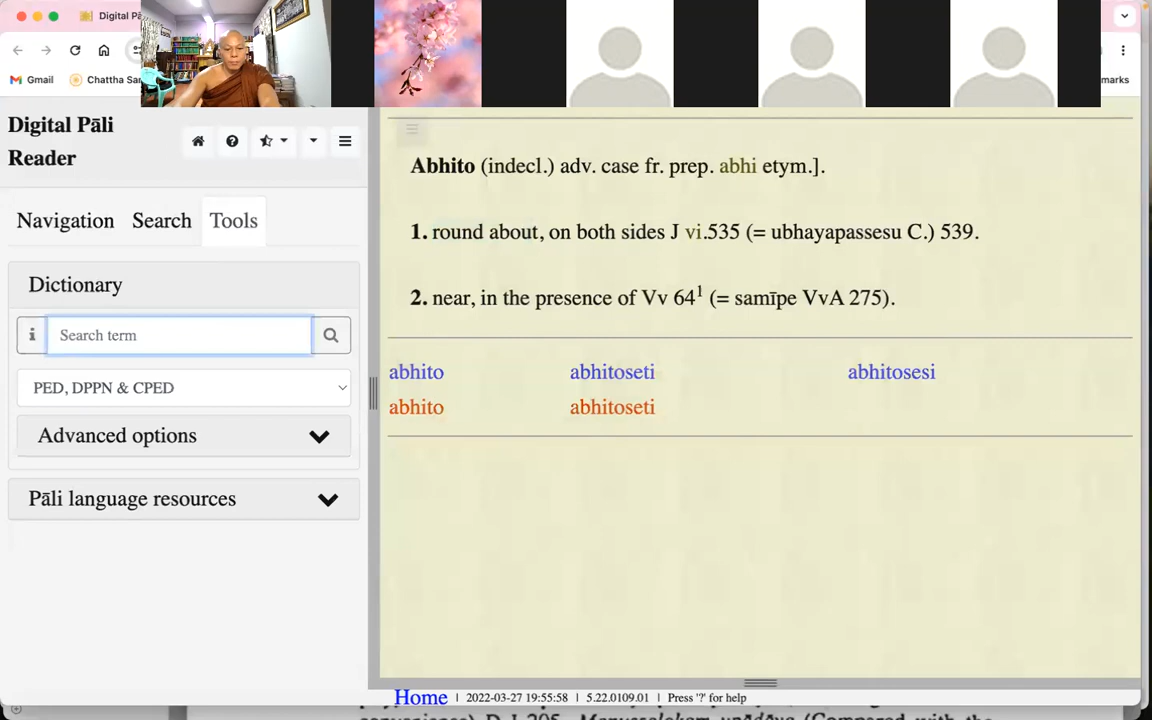 Digital Pā
Gmail
Chattha Sa
marks
Digital Pāli
Reader
Navigation Search Tools
Dictionary
Search term
PED, DPPN & CPED
Advanced options
Pāli language resources
Abhito (indecl.) adv. case fr. prep. abhi etym.].
1. round about, on both sides J vi.535 (= ubhayapassesu C.) 539.
2. near, in the presence of Vv 64¹ (= samīpe VvA 275).
abhito abhitoseti abhitosesi
abhito abhitoseti
Home | 2022-03-27 19:55:58 | 5.22.0109.01 | Press '?' for help